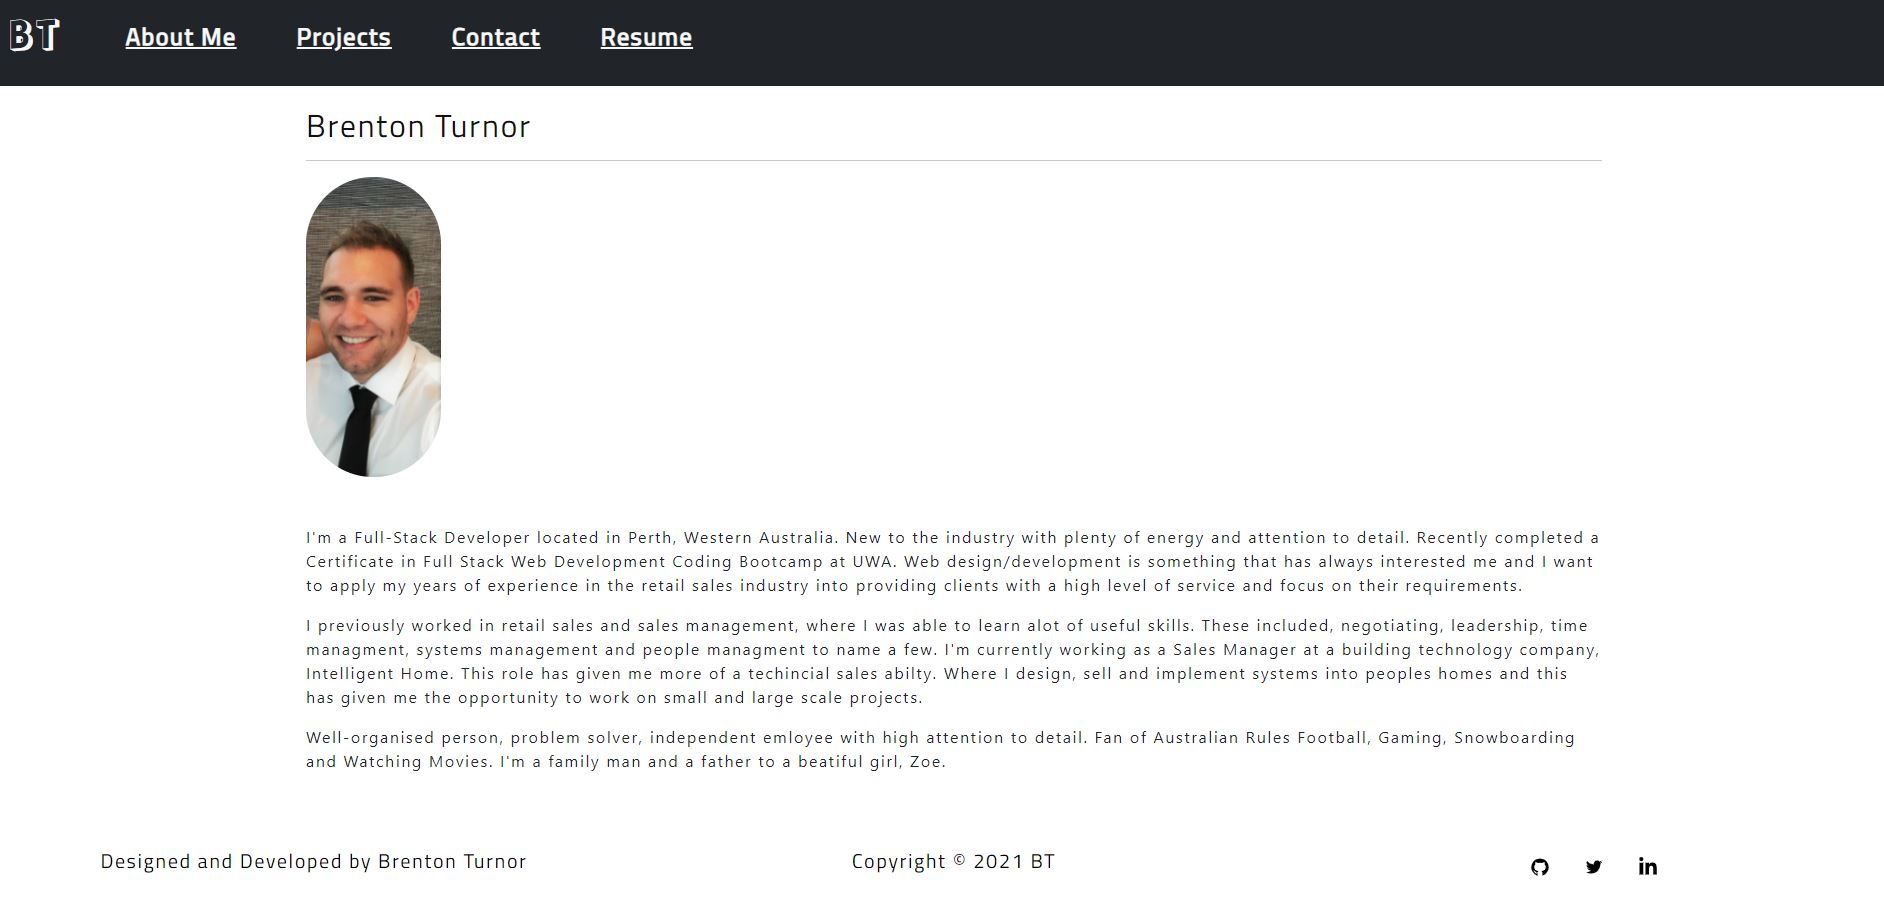 BT
About Me Projects Contact Resume
Brenton Turnor
I'm a Full-Stack Developer located in Perth, Western Australia. New to the industry with plenty of energy and attention to detail. Recently completed a
Certificate in Full Stack Web Development Coding Bootcamp at UWA. Web design/development is something that has always interested me and I want
to apply my years of experience in the retail sales industry into providing clients with a high level of service and focus on their requirements.
I previously worked in retail sales and sales management, where I was able to learn alot of useful skills. These included, negotiating, leadership, time
managment, systems management and people managment to name a few. I'm currently working as a Sales Manager at a building technology company,
Intelligent Home. This role has given me more of a techincial sales abilty. Where I design, sell and implement systems into peoples homes and this
has given me the opportunity to work on small and large scale projects.
Well-organised person, problem solver, independent emloyee with high attention to detail. Fan of Australian Rules Football, Gaming, Snowboarding
and Watching Movies. I'm a family man and a father to a beatiful girl, Zoe.
Designed and Developed by Brenton Turnor
Copyright © 2021 BT
in